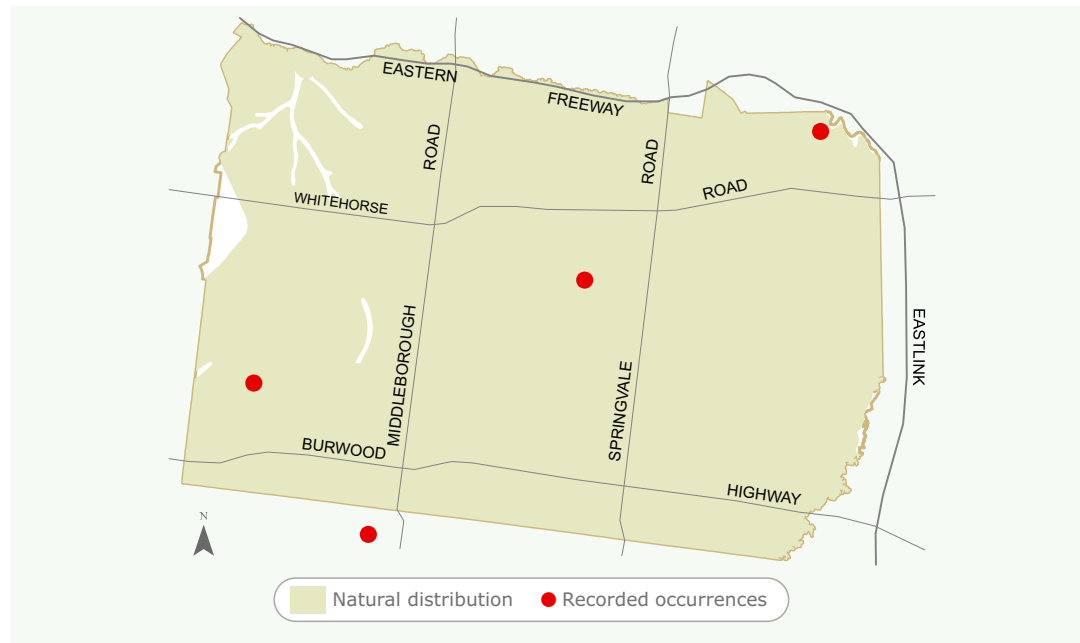 EASTERN
FREEWAY
ROAD
ROAD
ROAD
WHITEHORSE
MIDDLEBOROUGH
SPRINGVALE
EASTLINK
BURWOOD
HIGHWAY
N
Natural distribution
Recorded occurrences